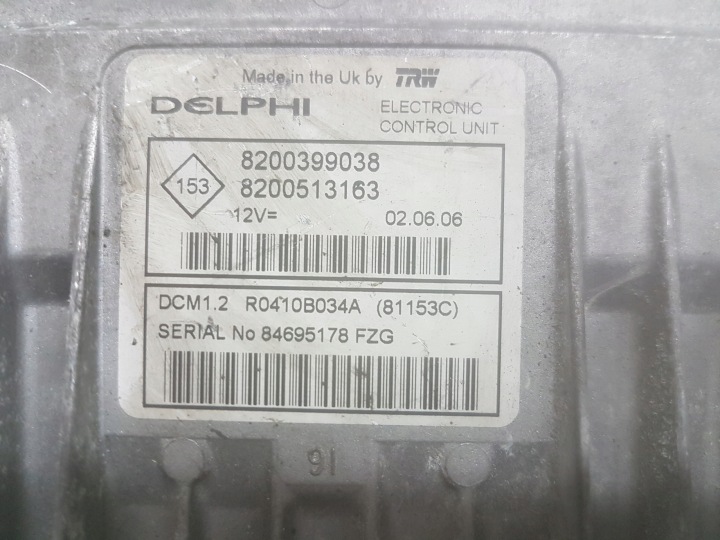 Made in the Uk by TRW
DELPHI
ELECTRONIC
CONTROL UNIT
153
8200399038
8200513163
12V=
02.06.06
DCM1.2 R0410B034A (81153C)
SERIAL No 84695178 FZG
91